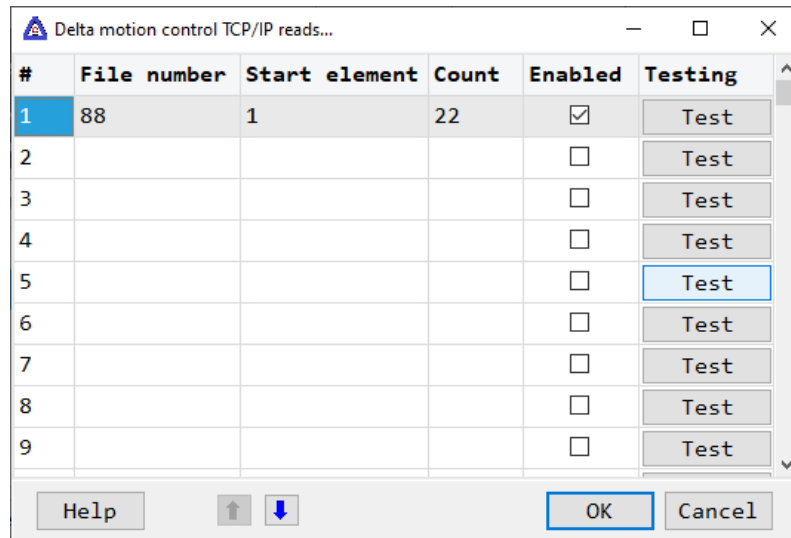 Delta motion control TCP/IP reads...
# File number Start element Count Enabled Testing
1 88 1 22 Test
2 Test
3 Test
4 Test
5 Test
6 Test
7 Test
8 Test
9 Test
Help OK Cancel